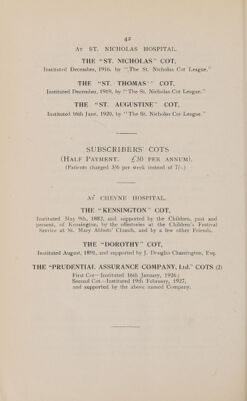 42
At ST. NICHOLAS HOSPITAL.
THE "ST. NICHOLAS" COT,
Instituted December, 1916, by "The St. Nicholas Cot League."
THE "ST. THOMAS" COT,
Instituted December, 1919, by "The St. Nicholas Cot League."
THE "ST. AUGUSTINE" COT,
Instituted 16th June, 1920, by "The St. Nicholas Cot League."
SUBSCRIBERS' COTS
(HALF PAYMENT. £30 PER ANNUM).
(Patients charged 3/6 per week instead of 7/-.)
At CHEYNE HOSPITAL.
THE "KENSINGTON" COT,
Instituted May 9th, 1883, and supported by the Children, past and
present, of Kensington, by the offertories at the Children's Festival
Service at St. Mary Abbots' Church, and by a few other Friends.
THE "DOROTHY" COT,
Instituted August, 1891, and supported by J. Douglas Charrington, Esq.
THE "PRUDENTIAL ASSURANCE COMPANY, Ltd." COTS (2)
First Cot—Instituted 16th January, 1926;
Second Cot—Instituted 19th February, 1927,
and supported by the above named Company.